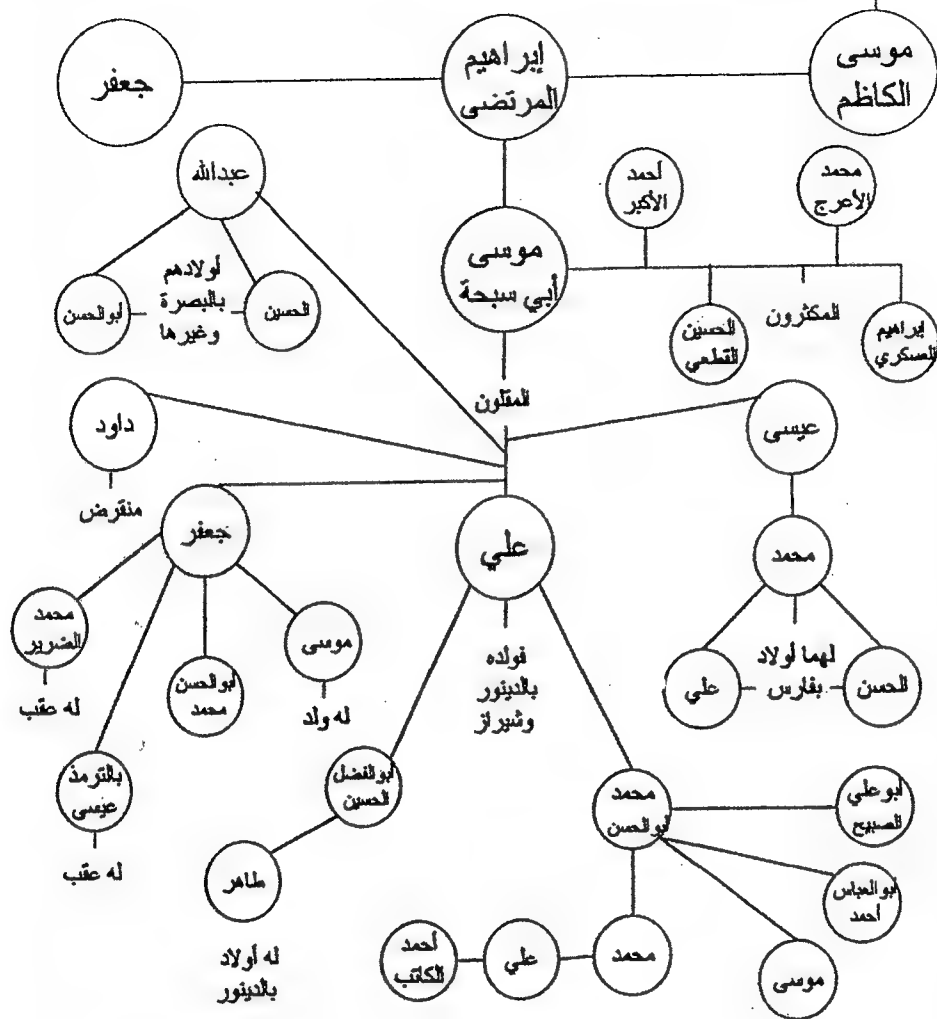 موسى
الكاظم
إبراهيم
المرتضى
جعفر
عبدالله
أحمد
الأكبر
محمد
الأعرج
موسى
أبي سبحة
الحسين
أولادهم
بالبصرة
وغيرها
أبوالحسن
إبراهيم
العسكري
المكثرون
الحسين
القطعي
المقلون
عيسى
داود
منقرض
جعفر
علي
محمد
محمد
الضرير
له عقب
موسى
له ولد
أبوالحسن
محمد
بالترمذ
عيسى
له عقب
فولده
بالدينور
وشيراز
الحسن
لهما أولاد
بفارس
علي
أبوالفضل
الحسين
طاهر
له أولاد
بالدينور
محمد
أبوالحسن
أبوعلي
الصبيح
أبوالعباس
أحمد
موسى
محمد
علي
أحمد
الكاتب